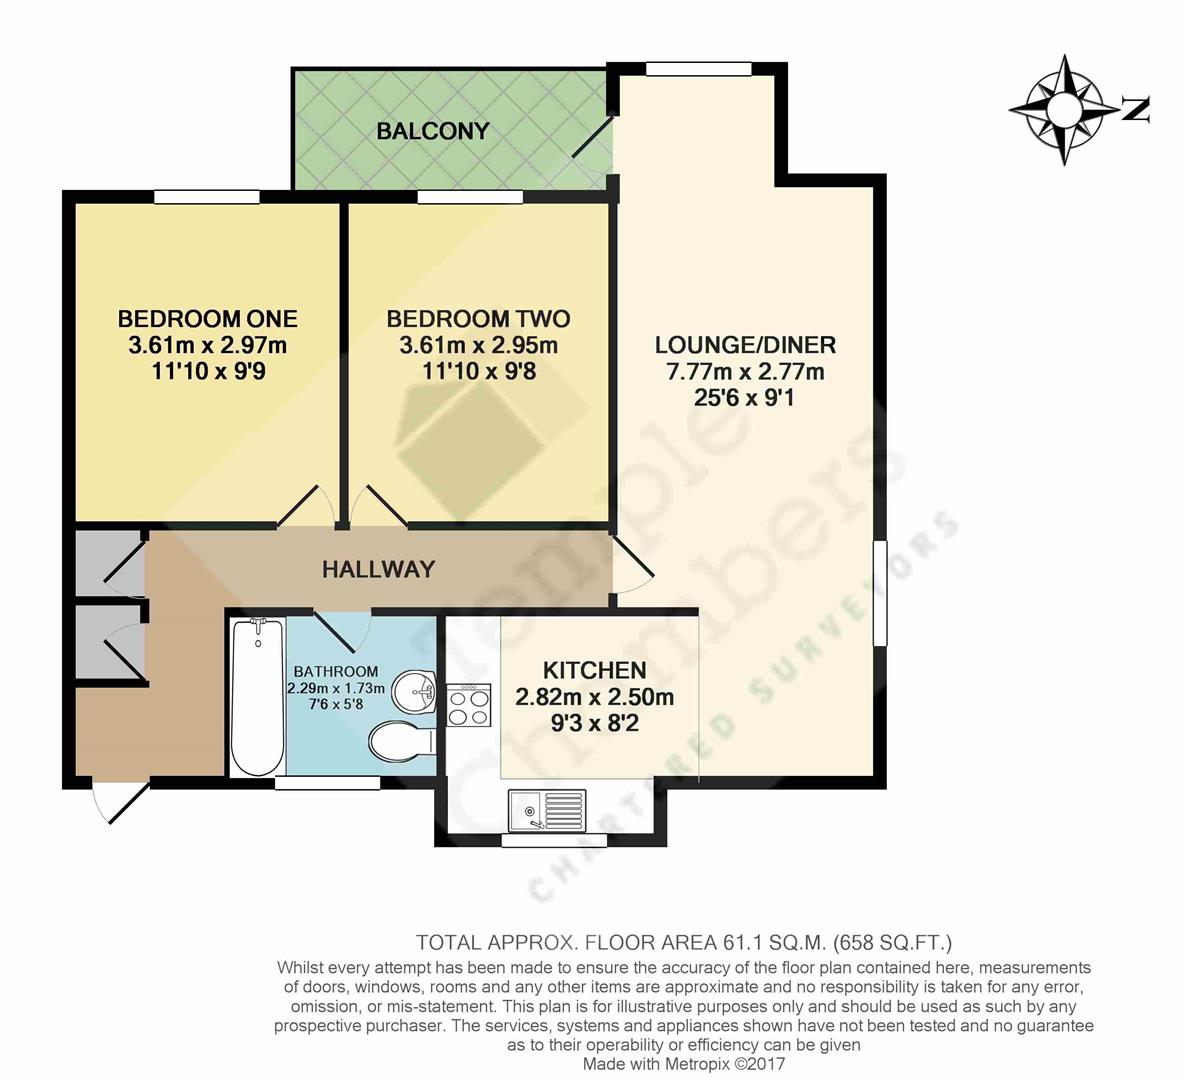 BALCONY
N
BEDROOM ONE
3.61m x 2.97m
11'10 x 9'9
BEDROOM TWO
3.61m x 2.95m
11'10 x 9'8
LOUNGE/DINER
7.77m x 2.77m
25'6 x 9'1
HALLWAY
BATHROOM
2.29m x 1.73m
7'6 x 5'8
KITCHEN
2.82m x 2.50m
9'3 x 8'2
Temple
Chambers
CHARTERED SURVEYORS
TOTAL APPROX. FLOOR AREA 61.1 SQ.M. (658 SQ.FT.)
Whilst every attempt has been made to ensure the accuracy of the floor plan contained here, measurements
of doors, windows, rooms and any other items are approximate and no responsibility is taken for any error,
omission, or mis-statement. This plan is for illustrative purposes only and should be used as such by any
prospective purchaser. The services, systems and appliances shown have not been tested and no guarantee
as to their operability or efficiency can be given
Made with Metropix ©2017